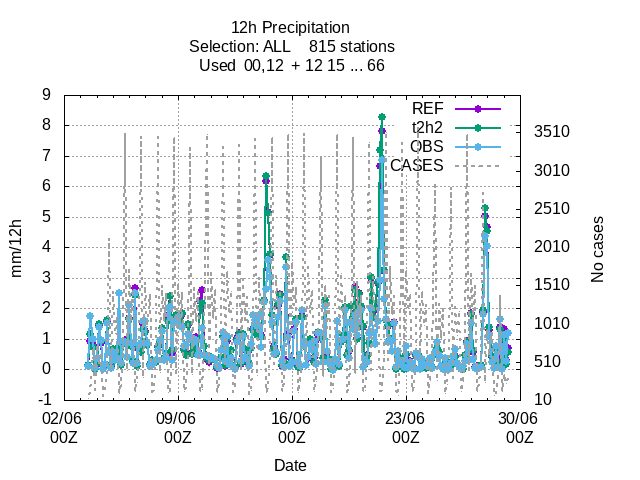 12h Precipitation
Selection: ALL 815 stations
Used 00,12 + 12 15 ... 66
REF
t2h2
OBS
CASES
9
8
7
6
5
4
3
2
1
0
-1
mm/12h
3510
3010
2510
2010
1510
1010
510
10
No cases
02/06 09/06 16/06 23/06 30/06
00Z 00Z 00Z 00Z 00Z
Date